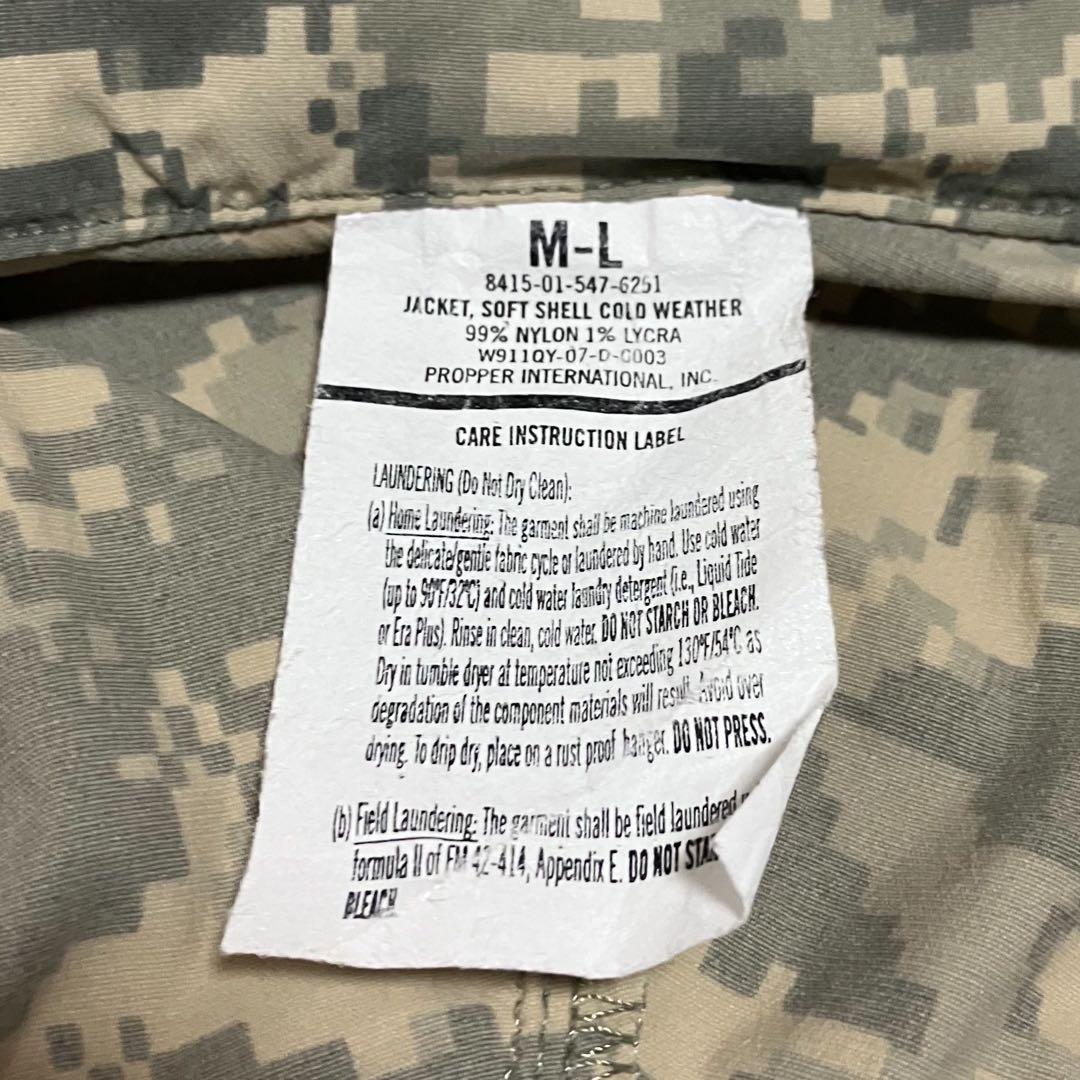 M-L
8415-01-547-6251
JACKET, SOFT SHELL COLD WEATHER
99% NYLON 1% LYCRA
W911QY-07-D-C003
PROPPER INTERNATIONAL, INC.
CARE INSTRUCTION LABEL
LAUNDERING (Do Not Dry Clean):
(a) Home Laundering: The garment shall be machine laundered using
the delicate/gentle fabric cycle or laundered by hand. Use cold water
(up to 90°F/32°C) and cold water laundry detergent (i.e., Liquid Tide
or Era Plus). Rinse in clean, cold water. DO NOT STARCH OR BLEACH.
Dry in tumble dryer at temperature not exceeding 130°F/54°C as
degradation of the component materials will result. Avoid over
drying. To drip dry, place on a rust proof hanger. DO NOT PRESS.
(b) Field Laundering: The garment shall be field laundered
formula II of FM 42-414, Appendix E. DO NOT
BLEACH